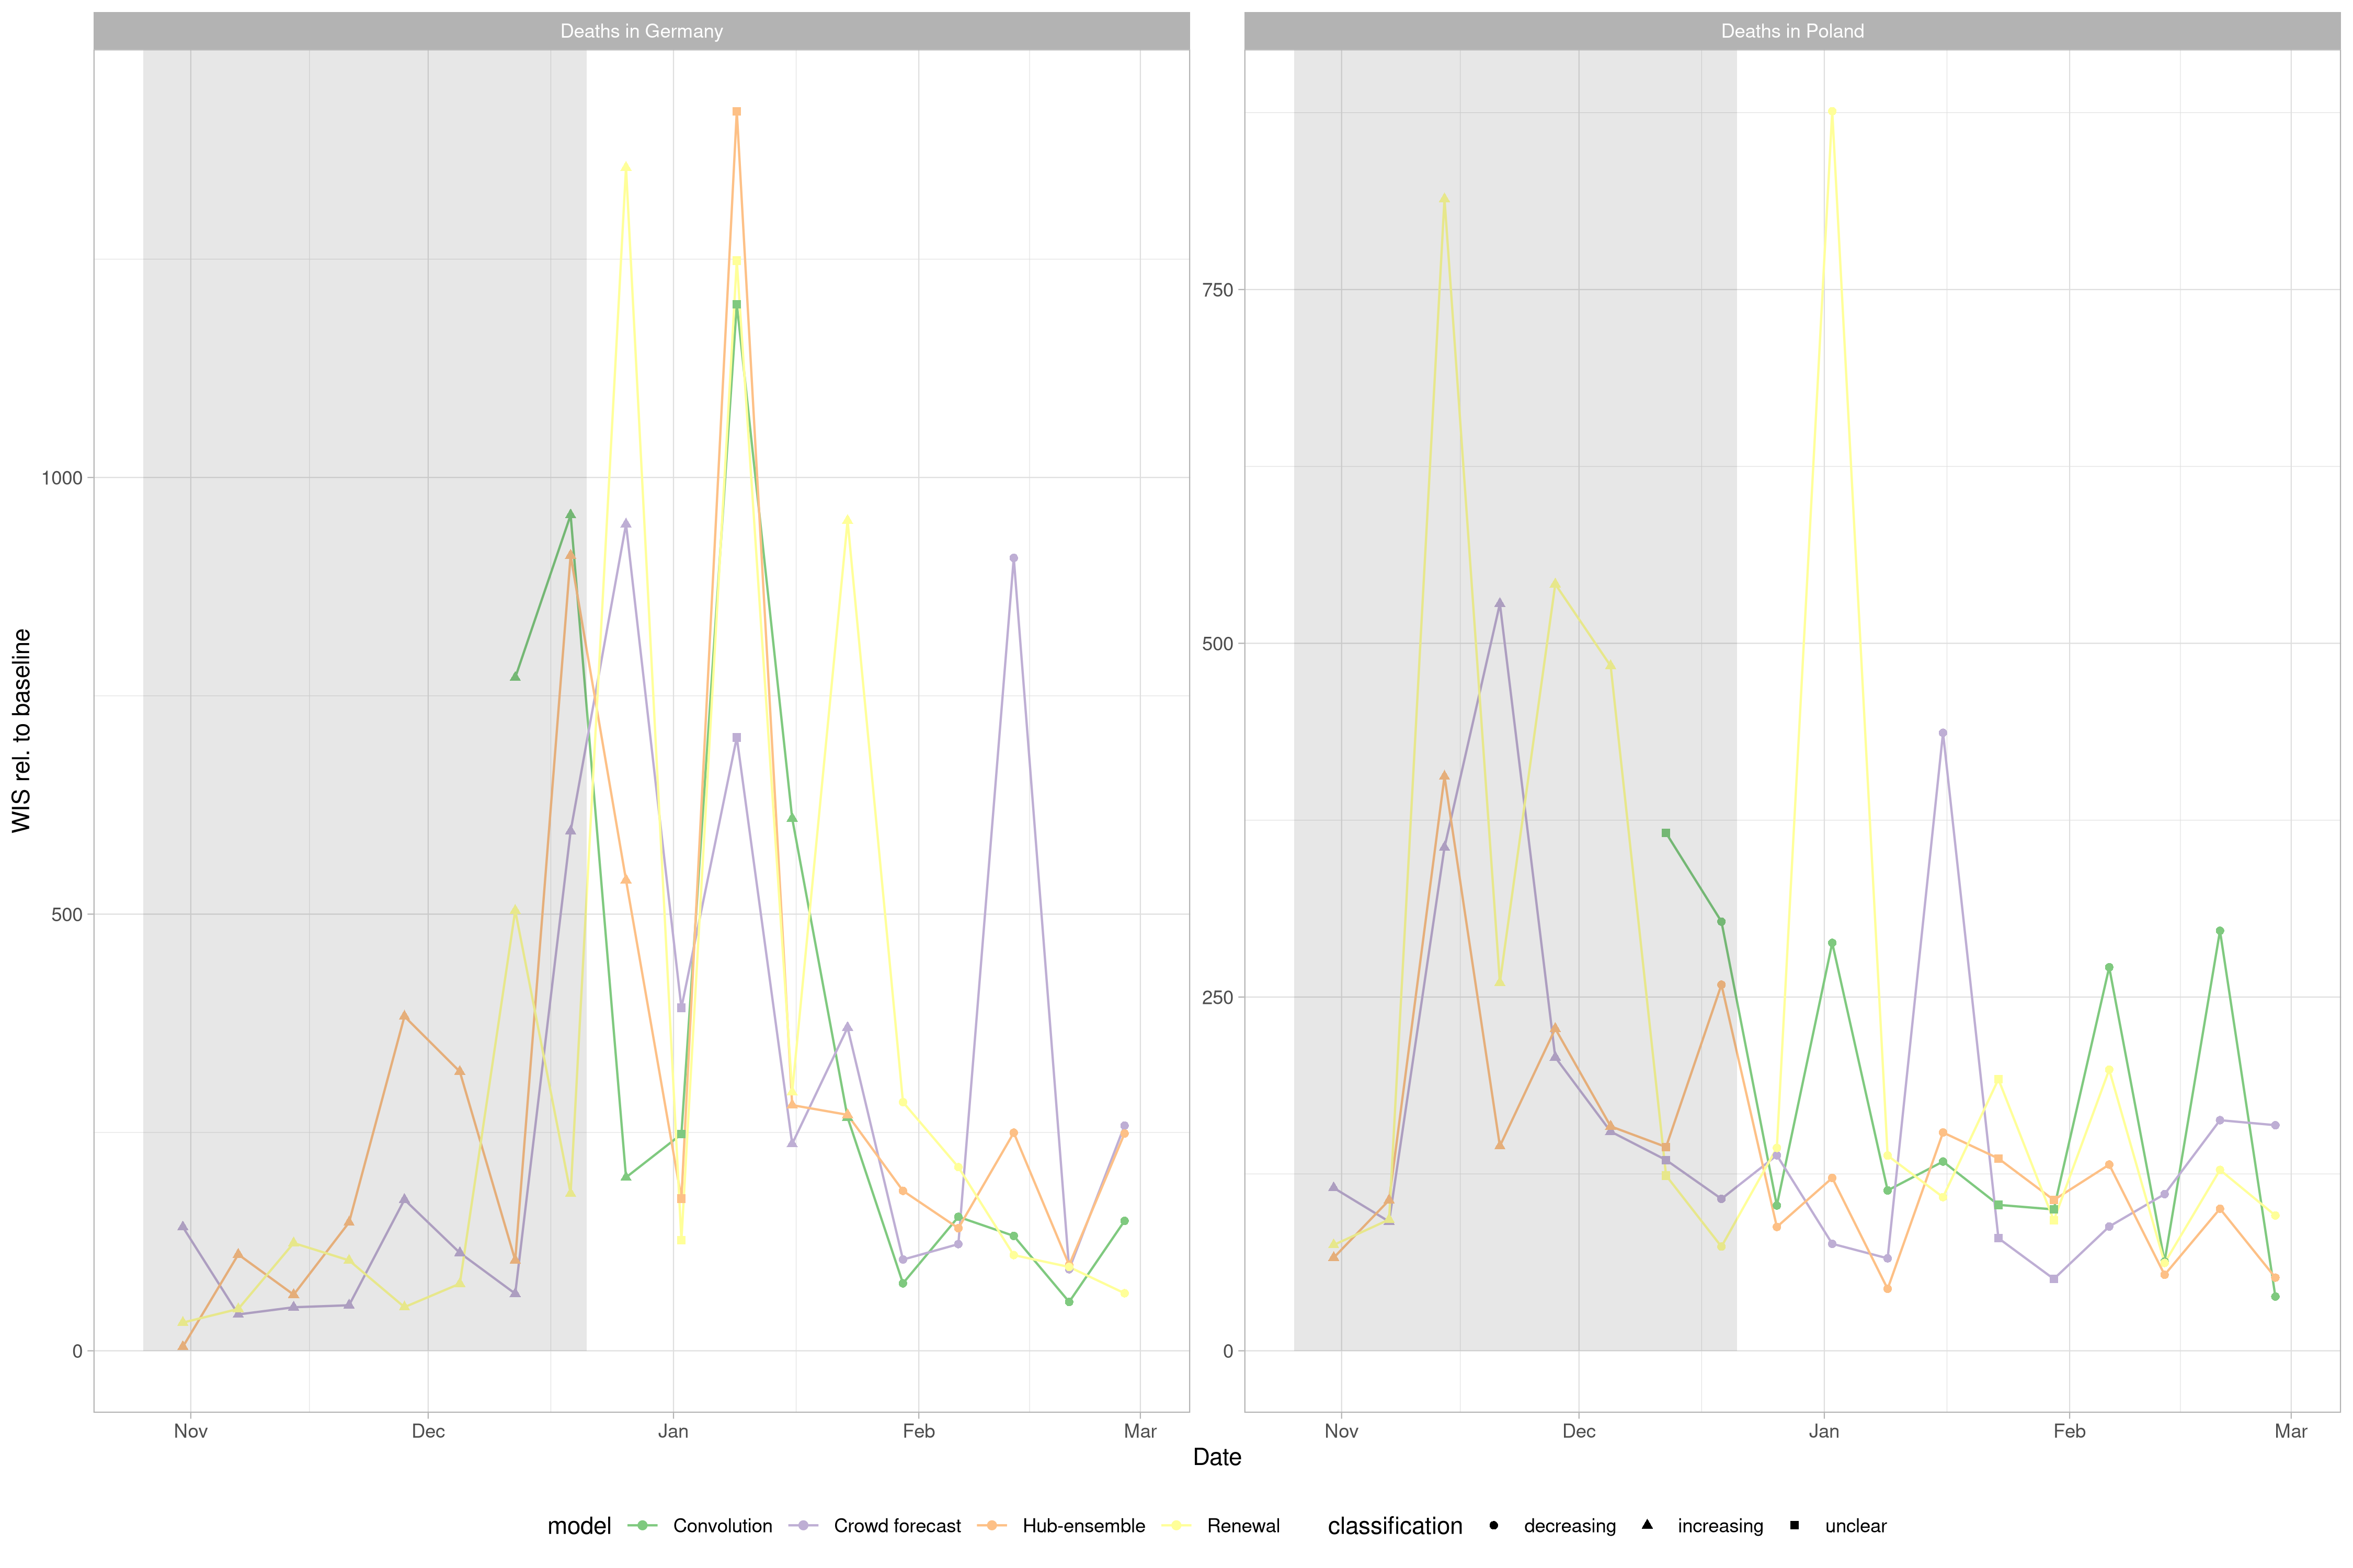 Deaths in Germany
Deaths in Poland
WIS rel. to baseline
1000
500
0
750
500
250
0
Nov Dec Jan Feb Mar
Nov Dec Jan Feb Mar
Date
model Convolution Crowd forecast Hub-ensemble Renewal classification decreasing increasing unclear